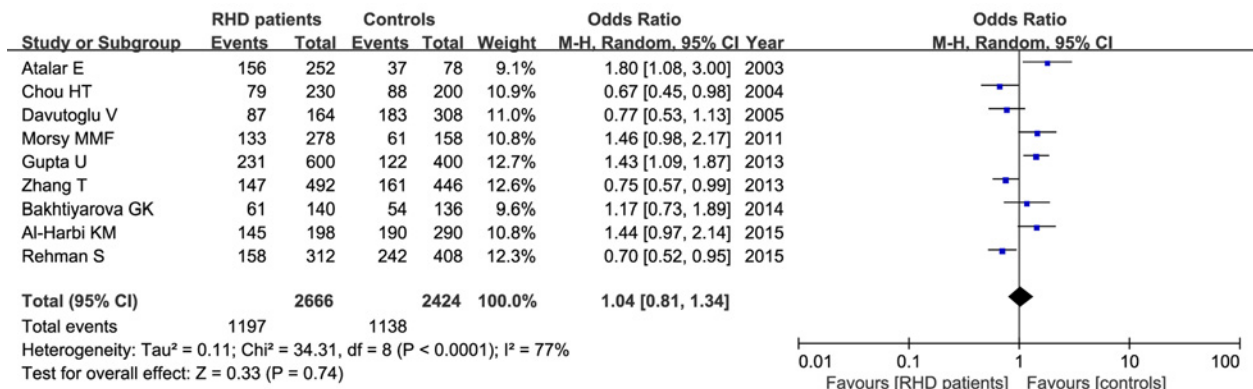 RHD patients Controls Odds Ratio Odds Ratio
Study or Subgroup Events Total Events Total Weight M-H, Random, 95% CI Year M-H, Random, 95% CI
Atalar E 156 252 37 78 9.1% 1.80 [1.08, 3.00] 2003
Chou HT 79 230 88 200 10.9% 0.67 [0.45, 0.98] 2004
Davutoglu V 87 164 183 308 11.0% 0.77 [0.53, 1.13] 2005
Morsy MMF 133 278 61 158 10.8% 1.46 [0.98, 2.17] 2011
Gupta U 231 600 122 400 12.7% 1.43 [1.09, 1.87] 2013
Zhang T 147 492 161 446 12.6% 0.75 [0.57, 0.99] 2013
Bakhtiyarova GK 61 140 54 136 9.6% 1.17 [0.73, 1.89] 2014
Al-Harbi KM 145 198 190 290 10.8% 1.44 [0.97, 2.14] 2015
Rehman S 158 312 242 408 12.3% 0.70 [0.52, 0.95] 2015
Total (95% CI) 2666 2424 100.0% 1.04 [0.81, 1.34]
Total events 1197 1138
Heterogeneity: Tau² = 0.11; Chi² = 34.31, df = 8 (P < 0.0001); I² = 77%
Test for overall effect: Z = 0.33 (P = 0.74)
0.01 0.1 1 10 100
Favours [RHD patients] Favours [controls]